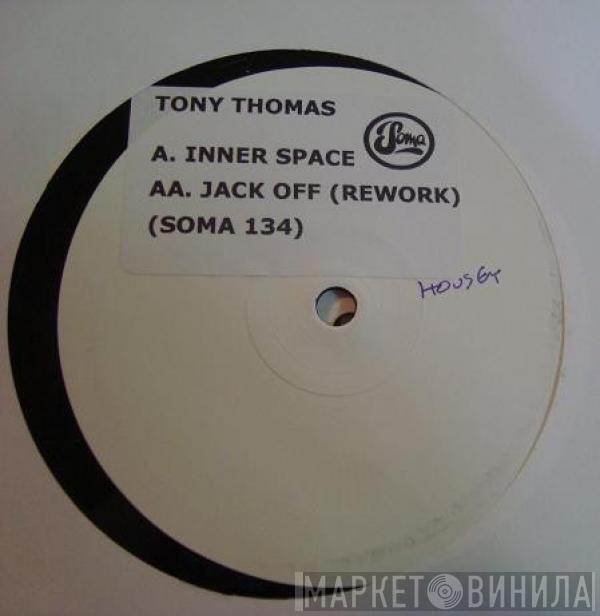 TONY THOMAS
Soma
A. INNER SPACE
AA. JACK OFF (REWORK)
(SOMA 134)
HOUSEY
МАРКЕТ ВИНИЛА